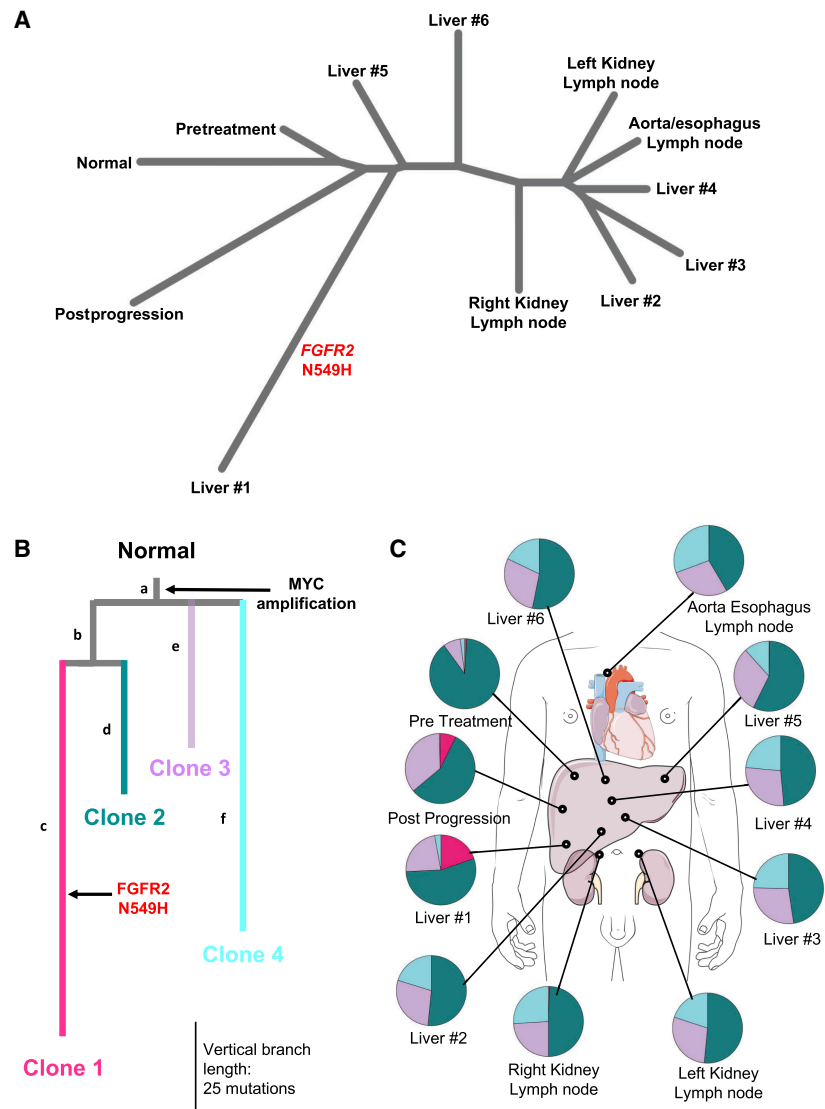 A
Liver #6
Liver #5
Left Kidney
Lymph node
Pretreatment
Aorta/esophagus
Lymph node
Normal
Liver #4
Liver #3
Liver #2
Right Kidney
Lymph node
Postprogression
FGFR2
N549H
Liver #1
B
Normal
a
MYC
amplification
b
e
d
Clone 3
Clone 2
c
f
FGFR2
N549H
Clone 4
Clone 1
Vertical branch
length:
25 mutations
C
Liver #6
Aorta Esophagus
Lymph node
Pre Treatment
Liver #5
Post Progression
Liver #4
Liver #1
Liver #3
Liver #2
Right Kidney
Lymph node
Left Kidney
Lymph node